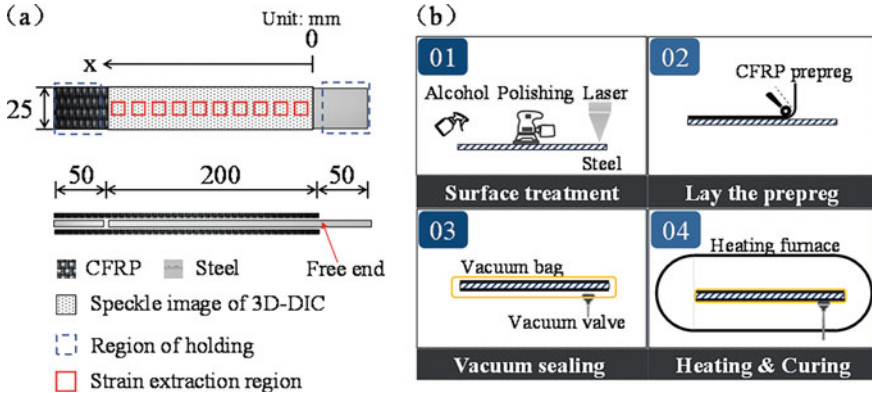 (a)
Unit: mm
0
x
25
50
200
50
Free end
CFRP
Steel
Speckle image of 3D-DIC
Region of holding
Strain extraction region
(b)
01
Alcohol Polishing Laser
Steel
Surface treatment
02
CFRP prepreg
Lay the prepreg
03
Vacuum bag
Vacuum valve
Vacuum sealing
04
Heating furnace
Heating & Curing